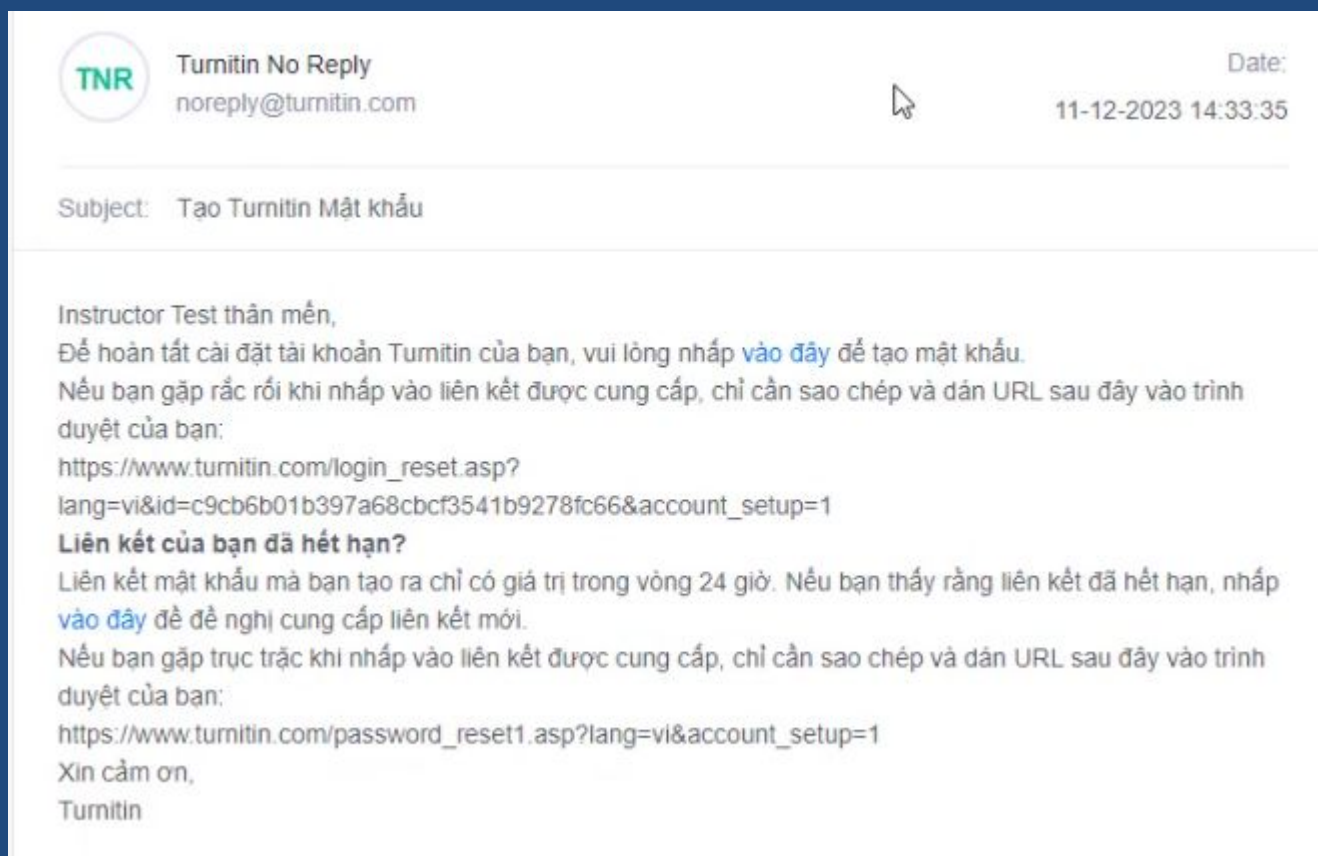 TNR
Turnitin No Reply
noreply@turnitin.com
Date:
11-12-2023 14:33:35
Subject: Tạo Turnitin Mật khẩu
Instructor Test thân mến,
Để hoàn tất cài đặt tài khoản Turnitin của bạn, vui lòng nhấp vào đây để tạo mật khẩu.
Nếu bạn gặp rắc rối khi nhấp vào liên kết được cung cấp, chỉ cần sao chép và dán URL sau đây vào trình
duyệt của bạn:
https://www.turnitin.com/login_reset.asp?
lang=vi&id=c9cb6b01b397a68cbcf3541b9278fc66&account_setup=1
Liên kết của bạn đã hết hạn?
Liên kết mật khẩu mà bạn tạo ra chỉ có giá trị trong vòng 24 giờ. Nếu bạn thấy rằng liên kết đã hết hạn, nhấp
vào đây để đề nghị cung cấp liên kết mới.
Nếu bạn gặp trục trặc khi nhấp vào liên kết được cung cấp, chỉ cần sao chép và dán URL sau đây vào trình
duyệt của bạn:
https://www.turnitin.com/password_reset1.asp?lang=vi&account_setup=1
Xin cảm ơn,
Turnitin